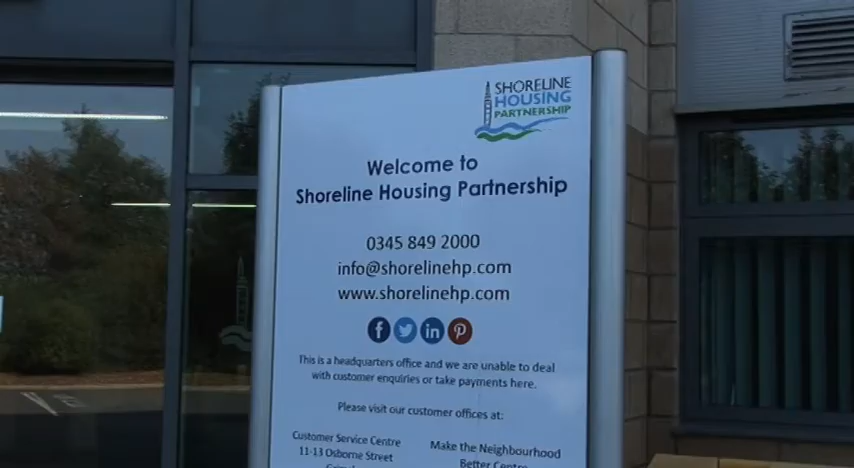 SHORELINE
HOUSING
PARTNERSHIP
Welcome to
Shoreline Housing Partnership
0345 849 2000
info@shorelinehp.com
www.shorelinehp.com
This is a headquarters office and we are unable to deal
with customer enquiries or take payments here.
Please visit our customer offices at:
Customer Service Centre
11-13 Osborne Street
Make the Neighbourhood
Better Centre